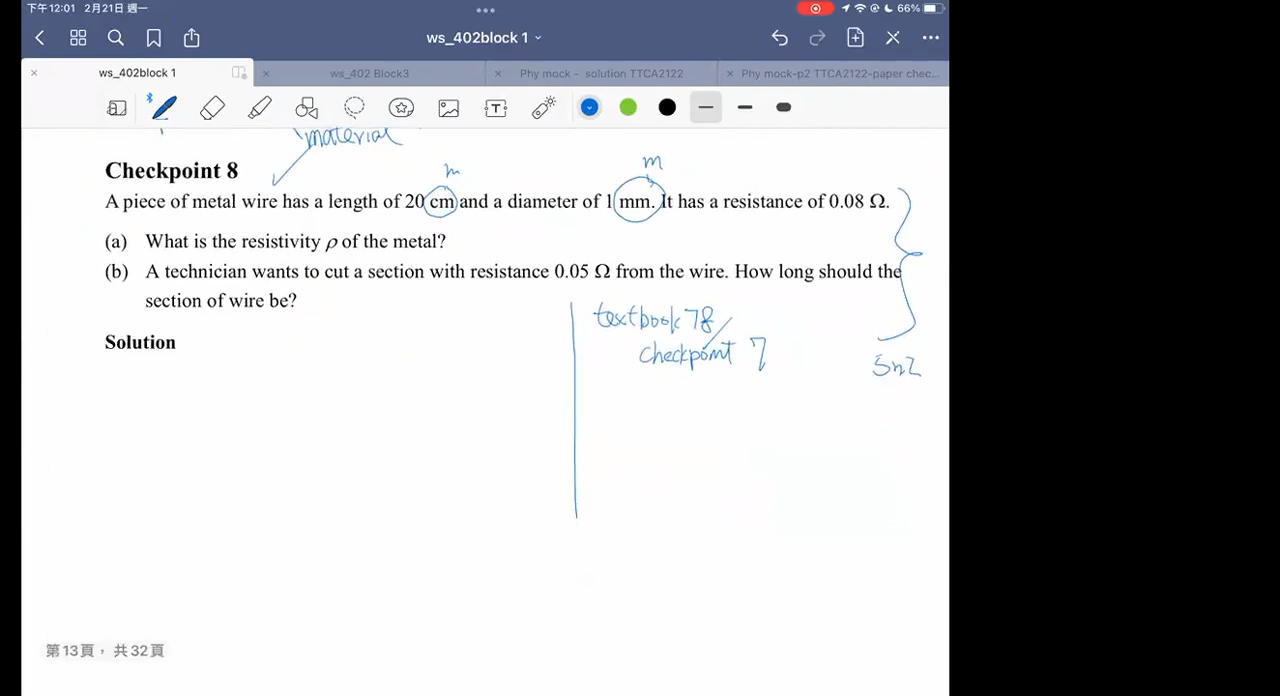 下午12:01 2月21日 週一
66%
ws_402block 1
ws_402block 1
ws_402 Block3
Phy mock - solution TTCA2122
Phy mock-p2 TTCA2122-paper chec...
material
Checkpoint 8
m
m
A piece of metal wire has a length of 20 cm and a diameter of 1 mm. It has a resistance of 0.08 Ω.
(a) What is the resistivity ρ of the metal?
(b) A technician wants to cut a section with resistance 0.05 Ω from the wire. How long should the
section of wire be?
textbook 78
checkpoint 7
Solution
第13頁，共32頁